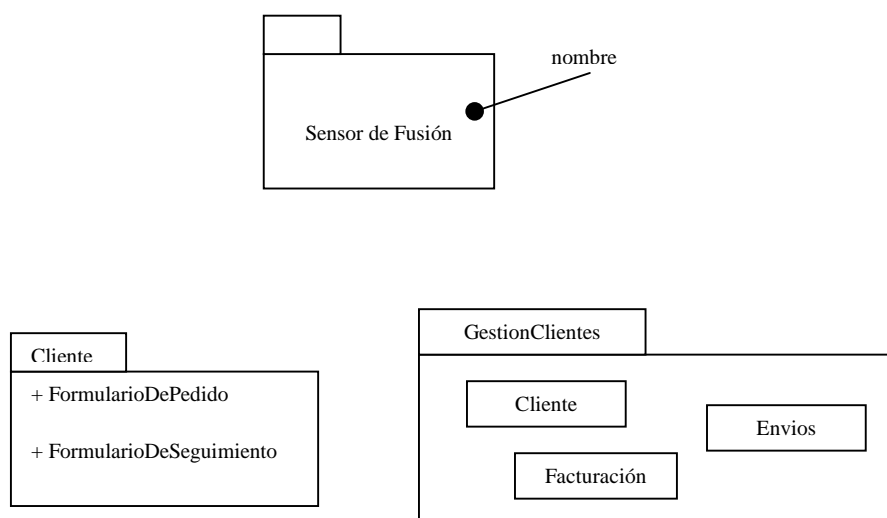 nombre
Sensor de Fusión
Cliente
+ FormularioDePedido
+ FormularioDeSeguimiento
GestionClientes
Cliente
Envios
Facturación